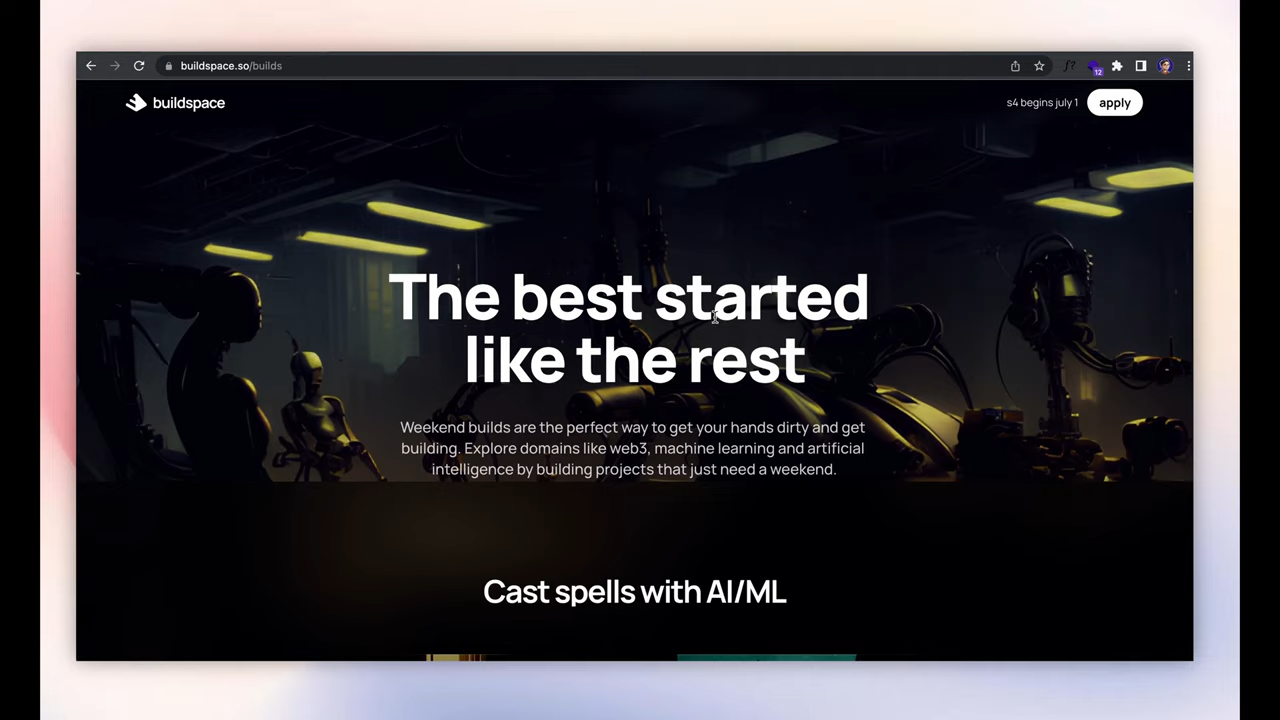 buildspace.so/builds
12
buildspace
s4 begins july 1
apply
The best started
like the rest
Weekend builds are the perfect way to get your hands dirty and get
building. Explore domains like web3, machine learning and artificial
intelligence by building projects that just need a weekend.
Cast spells with AI/ML